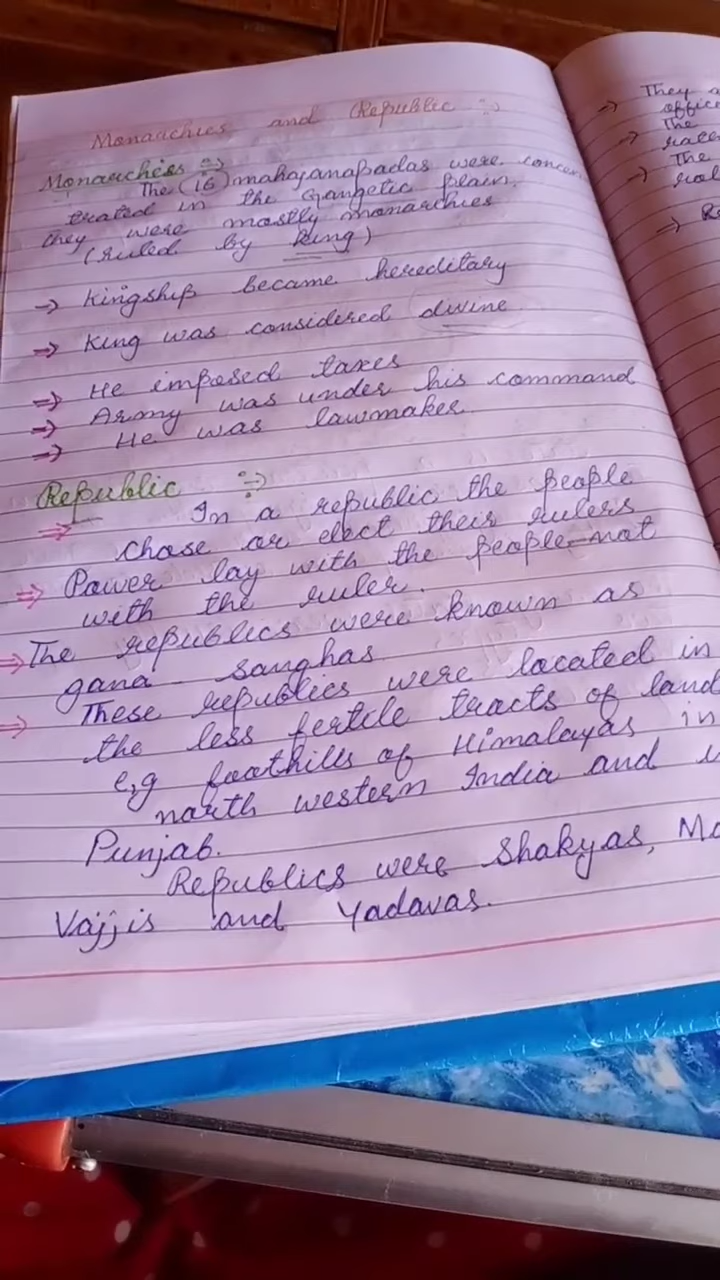 Monarchies and Republic :-
Monarchies ÷>
The (16) mahajanapadas were concen
trated in the Gangetic plain.
They were mostly monarchies
(ruled by King)
→ Kingship became hereditary
⇒ King was considered divine
⇒ He imposed taxes
⇒ Army was under his command
⇒ He was lawmaker.
Republic ÷>
⇒ In a republic the people
chose or elect their rulers
⇒ Power lay with the people not
with the ruler.
⇒ The republics were known as
gana - sanghas
⇒ These republics were located in
the less fertile tracts of land
e,g foothills of Himalayas in
north western India and
Punjab.
Republics were Shakyas,
Vajjis and Yadavas.
→ They
offic
→ The
→ The
→